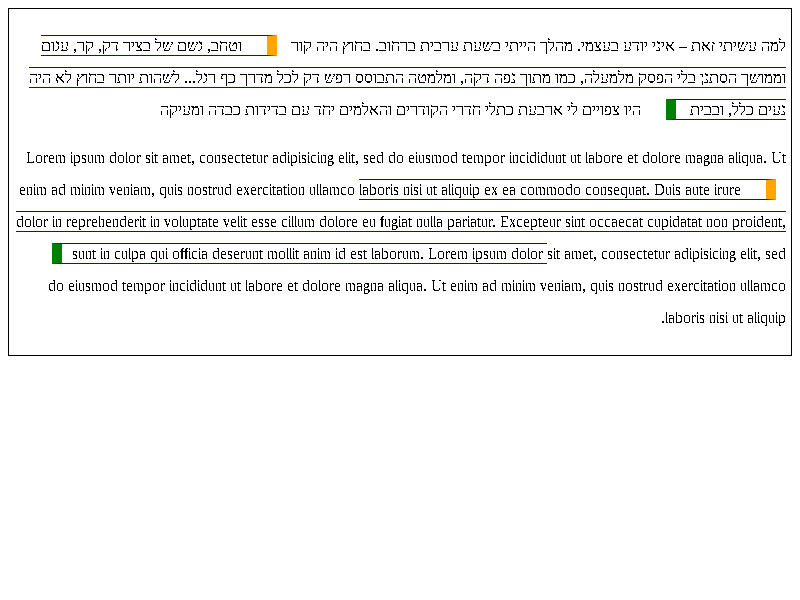 למה עשיתי זאת – איני יודע בעצמי. מהלך הייתי בשעת ערבית ברחוב. בחוץ היה קור וטחב, גשם של בציר דק, קר, עגום
וממושך הסתנן בלי הפסק מלמעלה, כמו מתוך נפה דקה, ומלמטה התבוסס רפש דק לכל מדרך כף רגל... לשהות יותר בחוץ לא היה
נעים כלל, ובבית היו צפויים לי ארבעת כתלי חדרי הקודרים והאלמים יחד עם בדידות כבדה ומעיקה
Lorem ipsum dolor sit amet, consectetur adipisicing elit, sed do eiusmod tempor incididunt ut labore et dolore magna aliqua. Ut
enim ad minim veniam, quis nostrud exercitation ullamco laboris nisi ut aliquip ex ea commodo consequat. Duis aute irure
dolor in reprehenderit in voluptate velit esse cillum dolore eu fugiat nulla pariatur. Excepteur sint occaecat cupidatat non proident,
sunt in culpa qui officia deserunt mollit anim id est laborum. Lorem ipsum dolor sit amet, consectetur adipisicing elit, sed
do eiusmod tempor incididunt ut labore et dolore magna aliqua. Ut enim ad minim veniam, quis nostrud exercitation ullamco
.laboris nisi ut aliquip